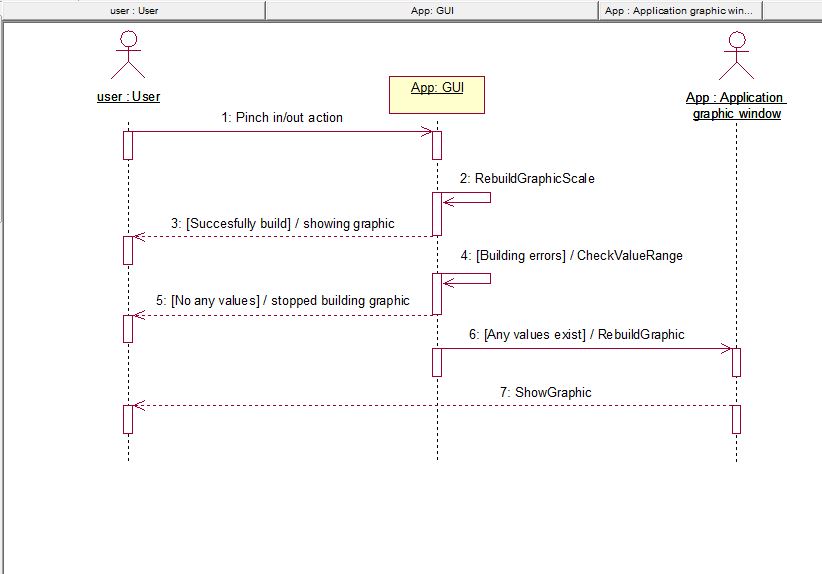 user : User
App: GUI
App : Application graphic win...
user : User
App: GUI
App : Application
graphic window
1: Pinch in/out action
2: RebuildGraphicScale
3: [Succesfully build] / showing graphic
4: [Building errors] / CheckValueRange
5: [No any values] / stopped building graphic
6: [Any values exist] / RebuildGraphic
7: ShowGraphic